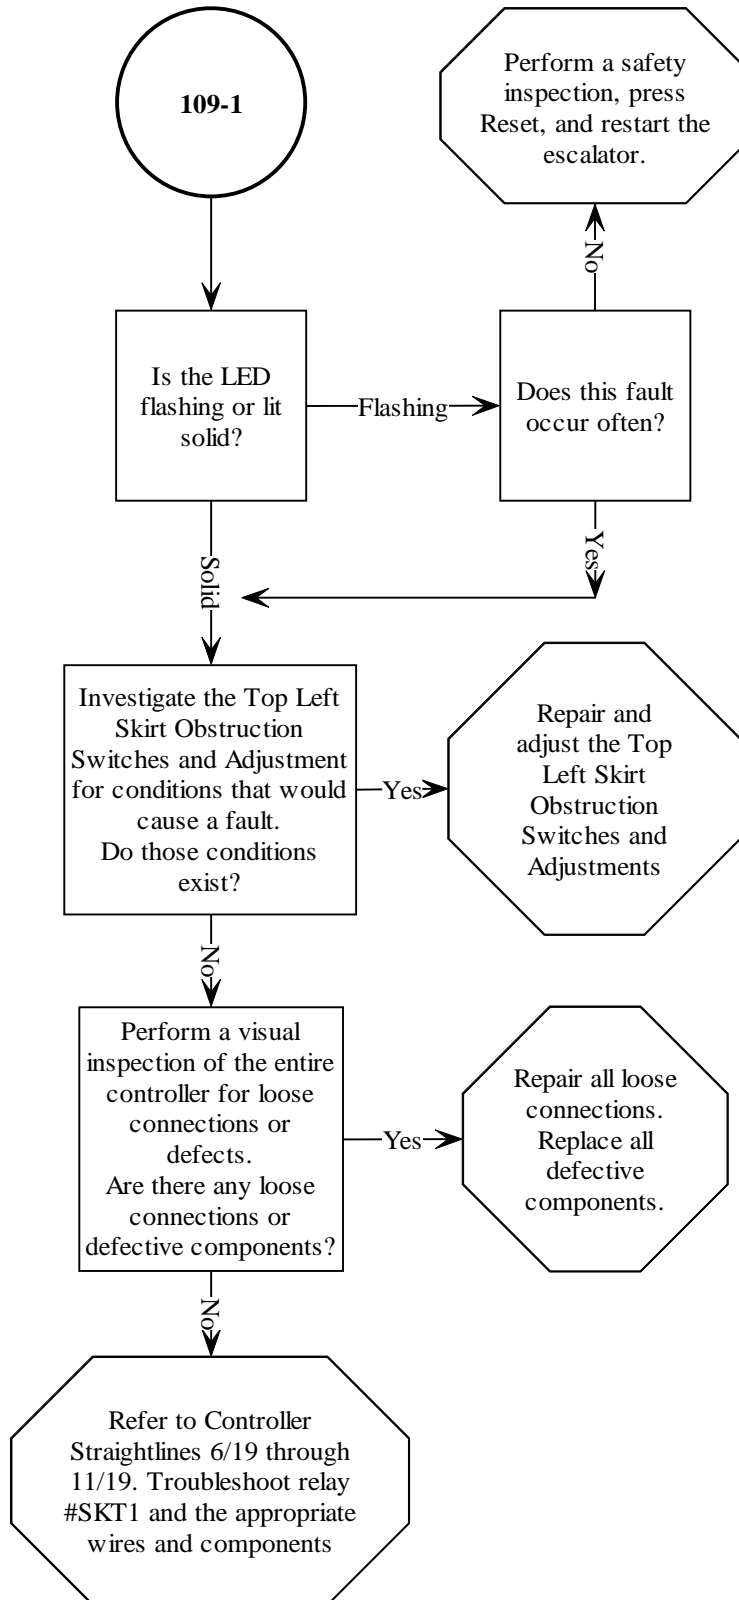 109-1
Perform a safety
inspection, press
Reset, and restart the
escalator.
No
Is the LED
flashing or lit
solid?
Flashing
Does this fault
occur often?
Solid
Yes
Investigate the Top Left
Skirt Obstruction
Switches and Adjustment
for conditions that would
cause a fault.
Do those conditions
exist?
Yes
Repair and
adjust the Top
Left Skirt
Obstruction
Switches and
Adjustments
No
Perform a visual
inspection of the entire
controller for loose
connections or
defects.
Are there any loose
connections or
defective components?
Yes
Repair all loose
connections.
Replace all
defective
components.
No
Refer to Controller
Straightlines 6/19 through
11/19. Troubleshoot relay
#SKT1 and the appropriate
wires and components